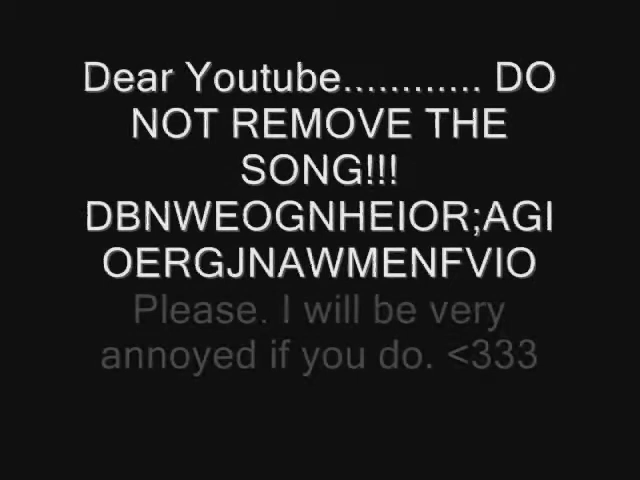 Dear Youtube............ DO
NOT REMOVE THE
SONG!!!
DBNWEOGNHEIOR;AGI
OERGJNAWMENFVIO
Please. I will be very
annoyed if you do. <333